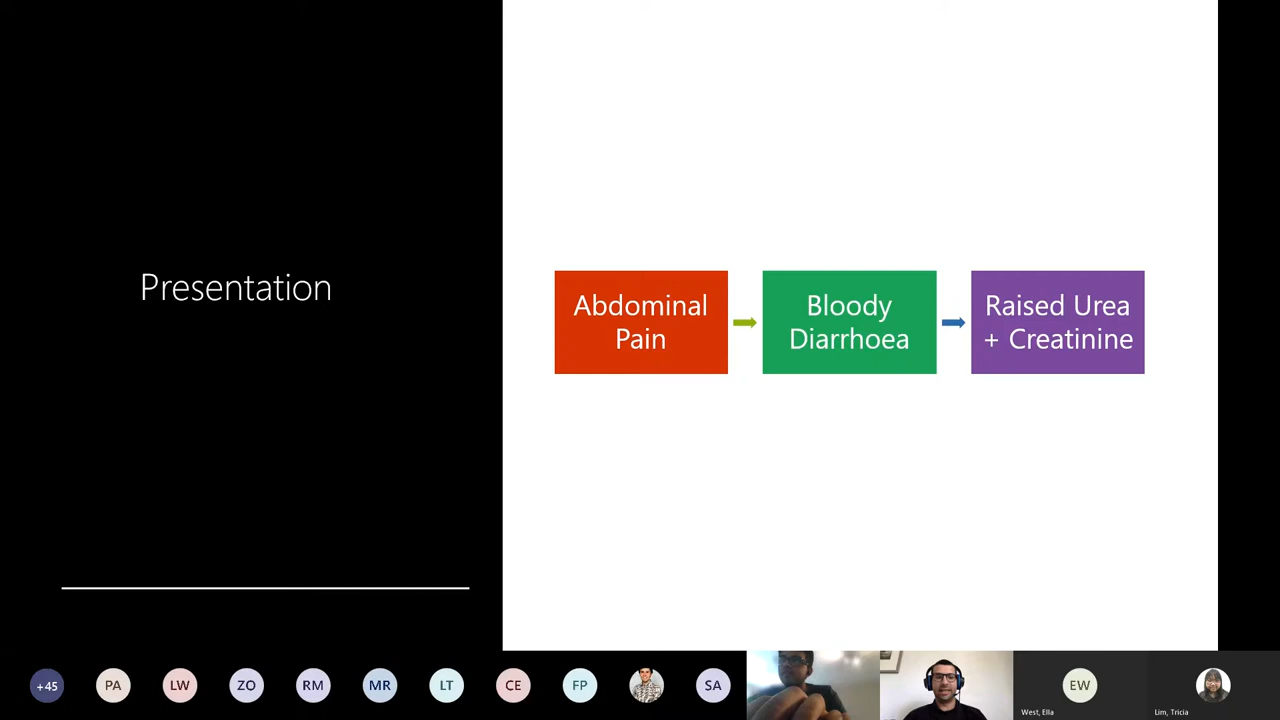 Presentation
Abdominal
Pain
Bloody
Diarrhoea
Raised Urea
+ Creatinine
+45
PA
LW
ZO
RM
MR
LT
CE
FP
SA
EW
West, Ella
Lim, Tricia